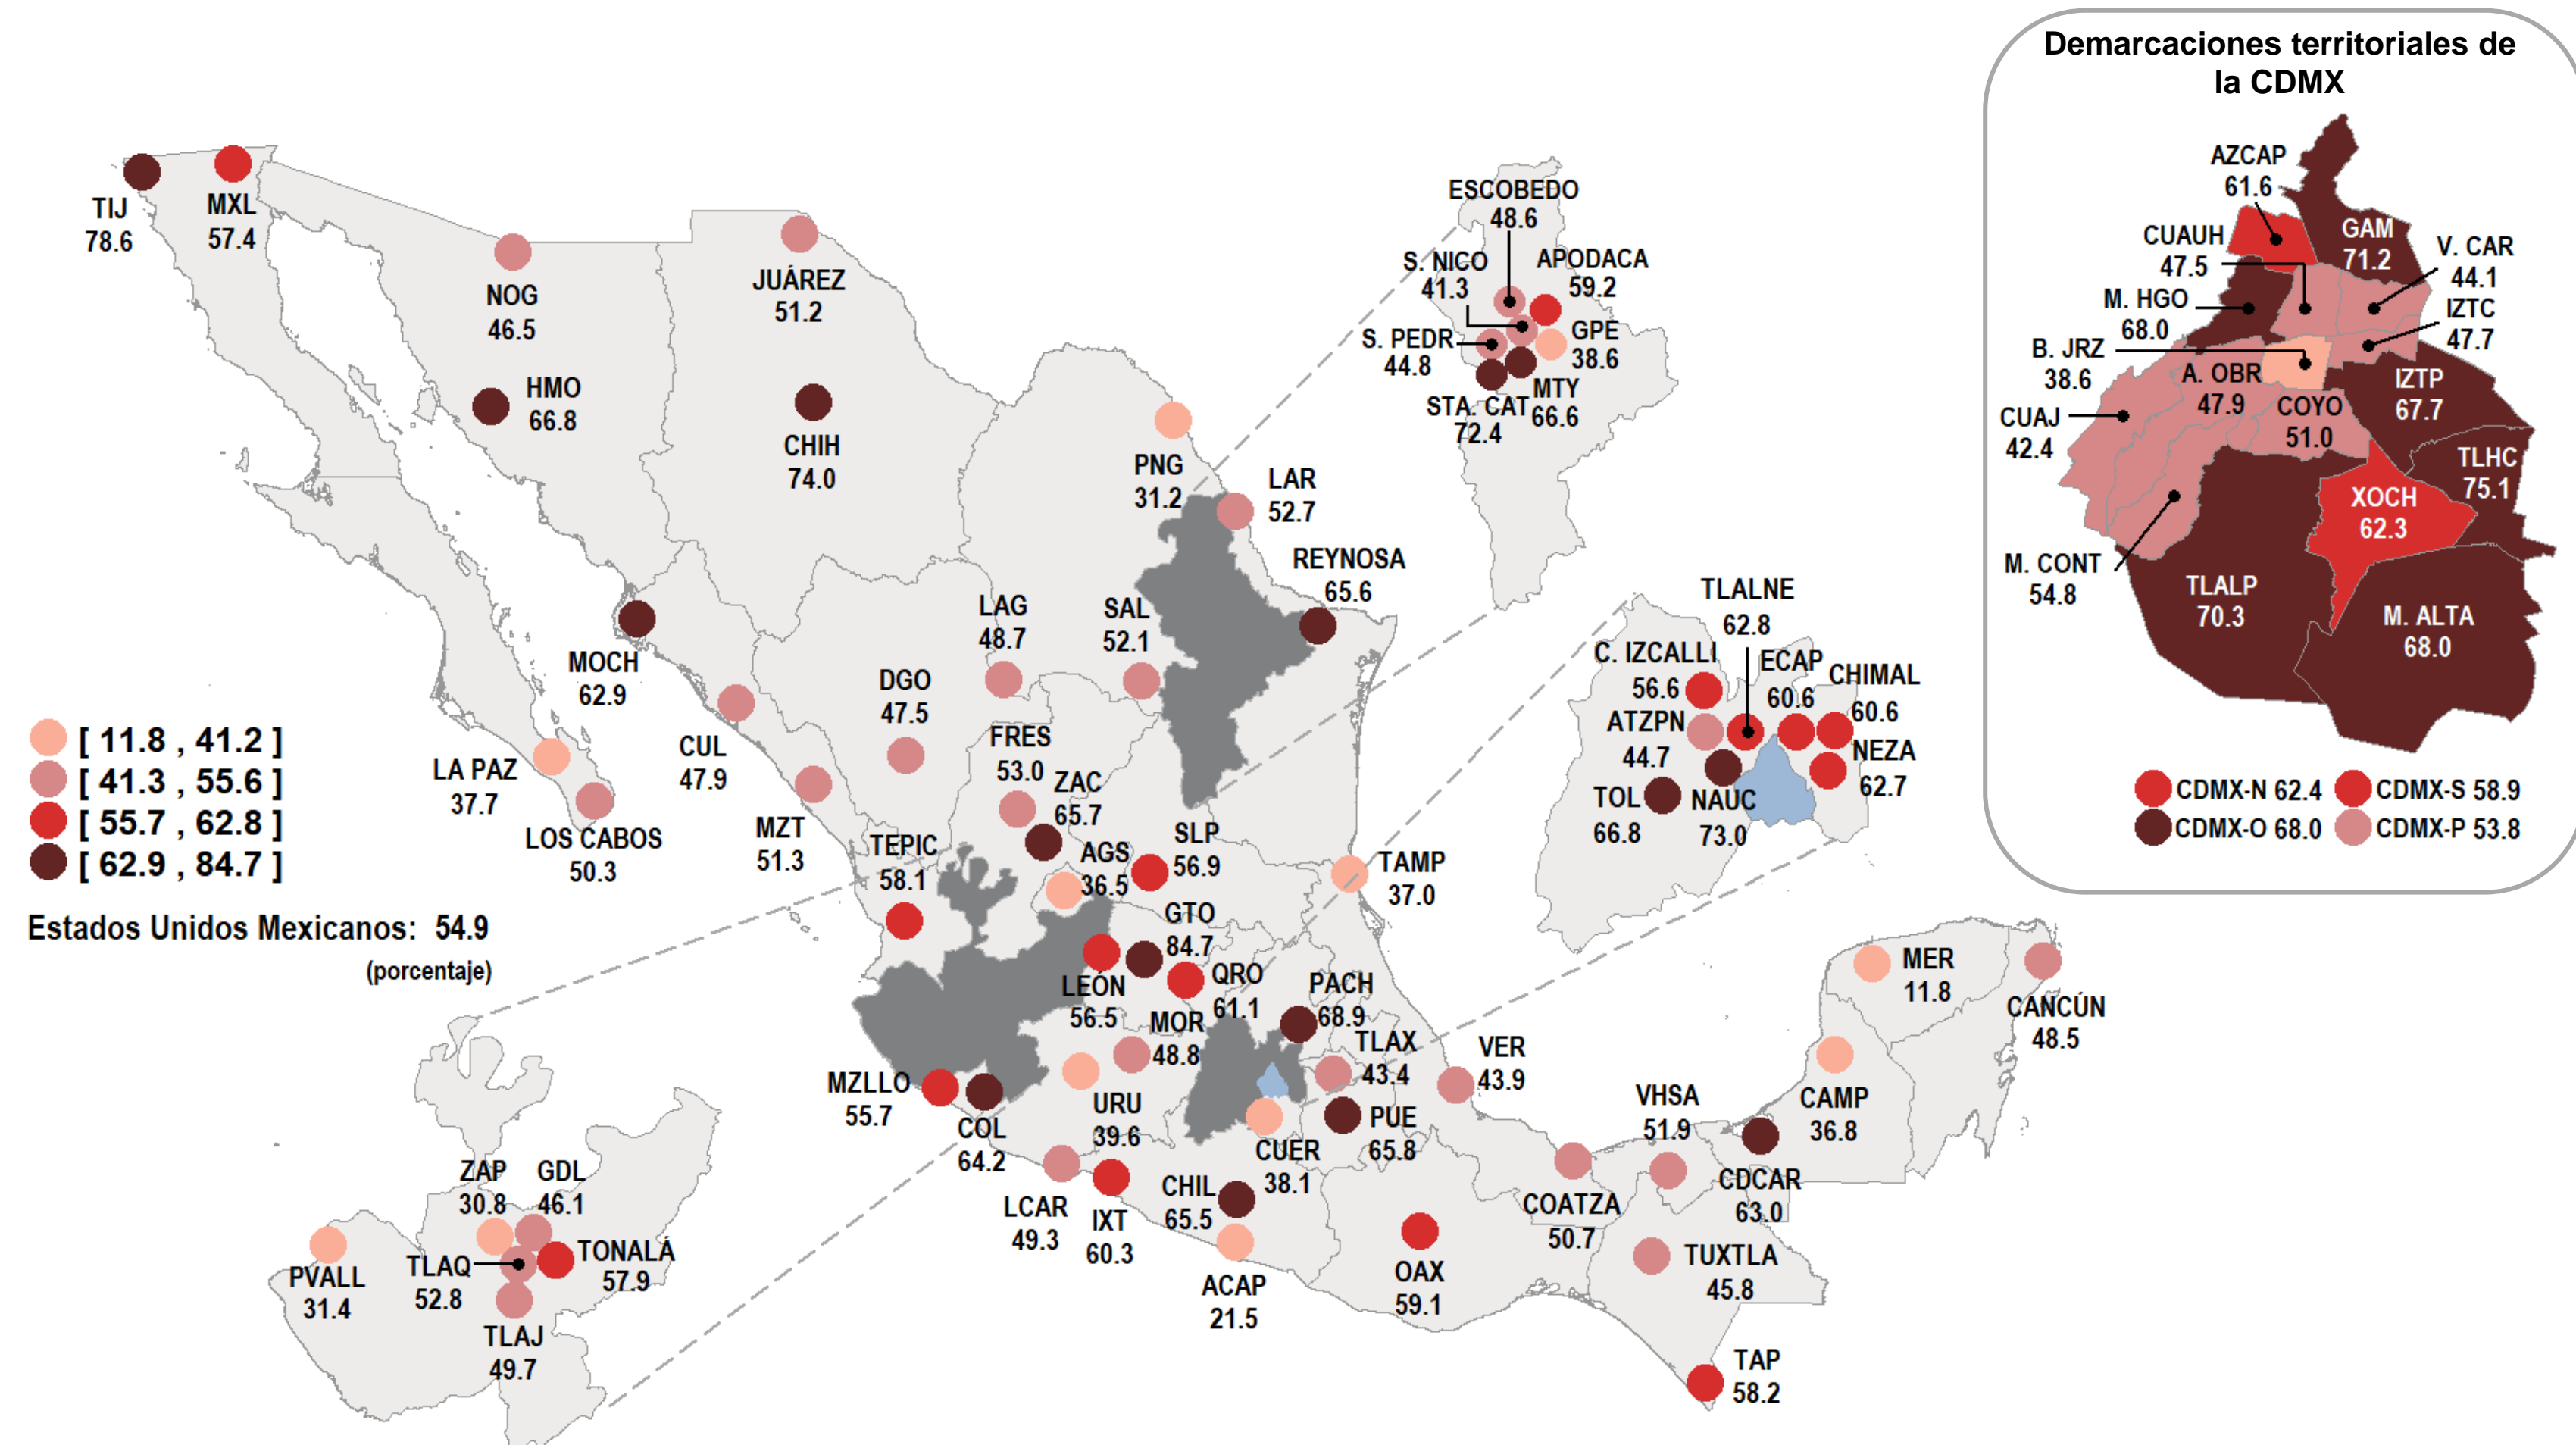 TIJ
78.6
MXL
57.4
NOG
46.5
HMO
66.8
JUÁREZ
51.2
CHIH
74.0
PNG
31.2
LAR
52.7
REYNOSA
65.6
LAG
48.7
SAL
52.1
MOCH
62.9
DGO
47.5
CUL
47.9
LA PAZ
37.7
LOS CABOS
50.3
MZT
51.3
FRES
53.0
ZAC
65.7
TEPIC
58.1
AGS
36.5
SLP
56.9
TAMP
37.0
GTO
84.7
LEÓN
56.5
QRO
61.1
PACH
68.9
MOR
48.8
TLAX
43.4
VER
43.9
MZLLO
55.7
COL
64.2
URU
39.6
CUER
38.1
PUE
65.8
LCAR
49.3
IXT
60.3
CHIL
65.5
ACAP
21.5
OAX
59.1
COATZA
50.7
VHSA
51.9
CDCAR
63.0
TUXTLA
45.8
TAP
58.2
CAMP
36.8
MER
11.8
CANCÚN
48.5
[ 11.8 , 41.2 ]
[ 41.3 , 55.6 ]
[ 55.7 , 62.8 ]
[ 62.9 , 84.7 ]
Estados Unidos Mexicanos: 54.9
(porcentaje)
ZAP
30.8
GDL
46.1
PVALL
31.4
TLAQ
52.8
TONALÁ
57.9
TLAJ
49.7
ESCOBEDO
48.6
S. NICO
41.3
APODACA
59.2
S. PEDR
44.8
GPE
38.6
STA. CAT
72.4
MTY
66.6
TLALNE
62.8
C. IZCALLI
56.6
ECAP
60.6
CHIMAL
60.6
ATZPN
44.7
NEZA
62.7
TOL
66.8
NAUC
73.0
Demarcaciones territoriales de
la CDMX
AZCAP
61.6
GAM
71.2
CUAUH
47.5
V. CAR
44.1
M. HGO
68.0
IZTC
47.7
B. JRZ
38.6
A. OBR
47.9
IZTP
67.7
CUAJ
42.4
COYO
51.0
TLHC
75.1
XOCH
62.3
M. CONT
54.8
TLALP
70.3
M. ALTA
68.0
CDMX-N 62.4
CDMX-S 58.9
CDMX-O 68.0
CDMX-P 53.8